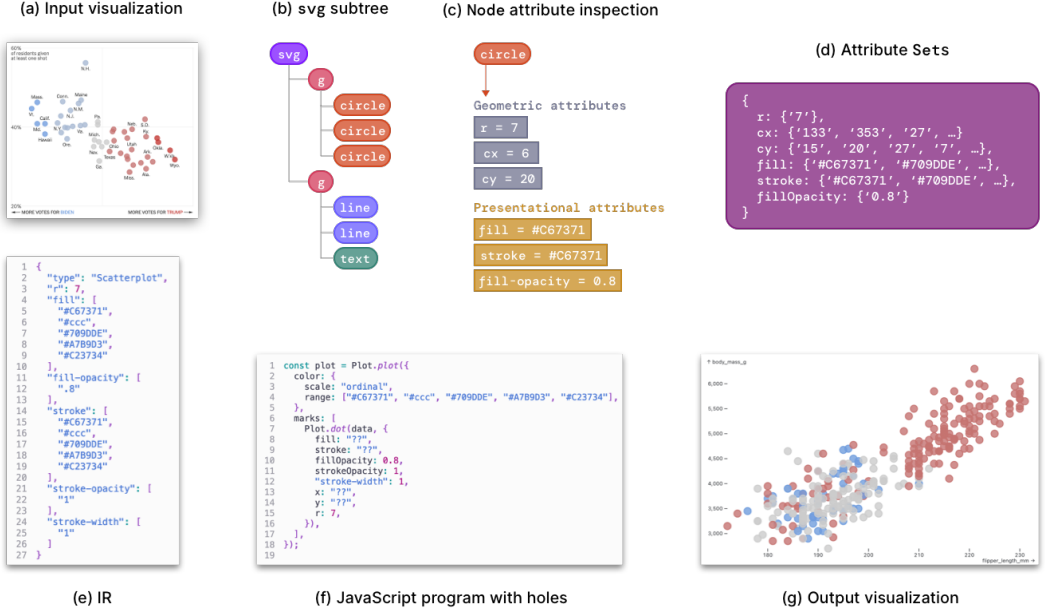 (a) Input visualization
60%
of residents given
at least one shot
N.H.
Mass.
Conn.
Maine
Vt.
Calif.
N.J.
N.M.
Pa.
Md.
N.Y.
Va.
Mich.
Neb.
S.D.
Hawaii
Ore.
Ky.
Nev.
Ohio
Utah
Okla.
Texas
Ark.
W.Va.
Ga.
Wyo.
Miss.
Ala.
40%
20%
MORE VOTES FOR BIDEN
MORE VOTES FOR TRUMP
(b) svg subtree
svg
g
circle
circle
circle
g
line
line
text
(c) Node attribute inspection
circle
Geometric attributes
r = 7
cx = 6
cy = 20
Presentational attributes
fill = #C67371
stroke = #C67371
fill-opacity = 0.8
(d) Attribute Sets
{
r: {’7’},
cx: {’133’, ‘353’, ’27’, …}
cy: {’15’, ’20’, ’27’, ’7’, …},
fill: {‘#C67371’, ‘#709DDE’, …},
stroke: {‘#C67371’, ‘#709DDE’, …},
fillOpacity: {’0.8’}
}
1 {
2 "type": "Scatterplot",
3 "r": 7,
4 "fill": [
5 "#C67371",
6 "#ccc",
7 "#709DDE",
8 "#A7B9D3",
9 "#C23734"
10 ],
11 "fill-opacity": [
12 ".8"
13 ],
14 "stroke": [
15 "#C67371",
16 "#ccc",
17 "#709DDE",
18 "#A7B9D3",
19 "#C23734"
20 ],
21 "stroke-opacity": [
22 "1"
23 ],
24 "stroke-width": [
25 "1"
26 ]
27 }
(e) IR
1 const plot = Plot.plot({
2 color: {
3 scale: "ordinal",
4 range: ["#C67371", "#ccc", "#709DDE", "#A7B9D3", "#C23734"],
5 },
6 marks: [
7 Plot.dot(data, {
8 fill: "??",
9 stroke: "??",
10 fillOpacity: 0.8,
11 strokeOpacity: 1,
12 "stroke-width": 1,
13 x: "??",
14 y: "??",
15 r: 7,
16 }),
17 ],
18 });
19
(f) JavaScript program with holes
↑ body_mass_g
6,000
5,500
5,000
4,500
4,000
3,500
3,000
180
190
200
210
220
230
flipper_length_mm →
(g) Output visualization